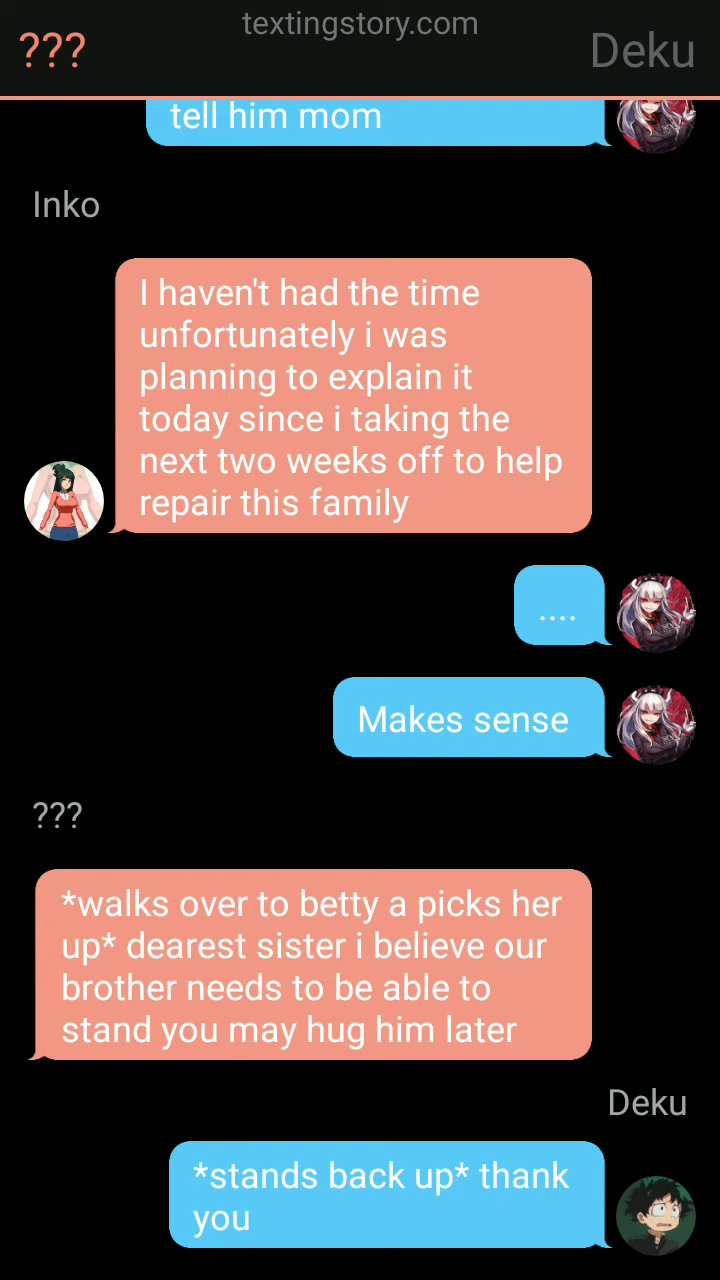 textingstory.com
???
Deku
tell him mom
Inko
I haven't had the time
unfortunately i was
planning to explain it
today since i taking the
next two weeks off to help
repair this family
....
Makes sense
???
*walks over to betty a picks her
up* dearest sister i believe our
brother needs to be able to
stand you may hug him later
Deku
*stands back up* thank
you